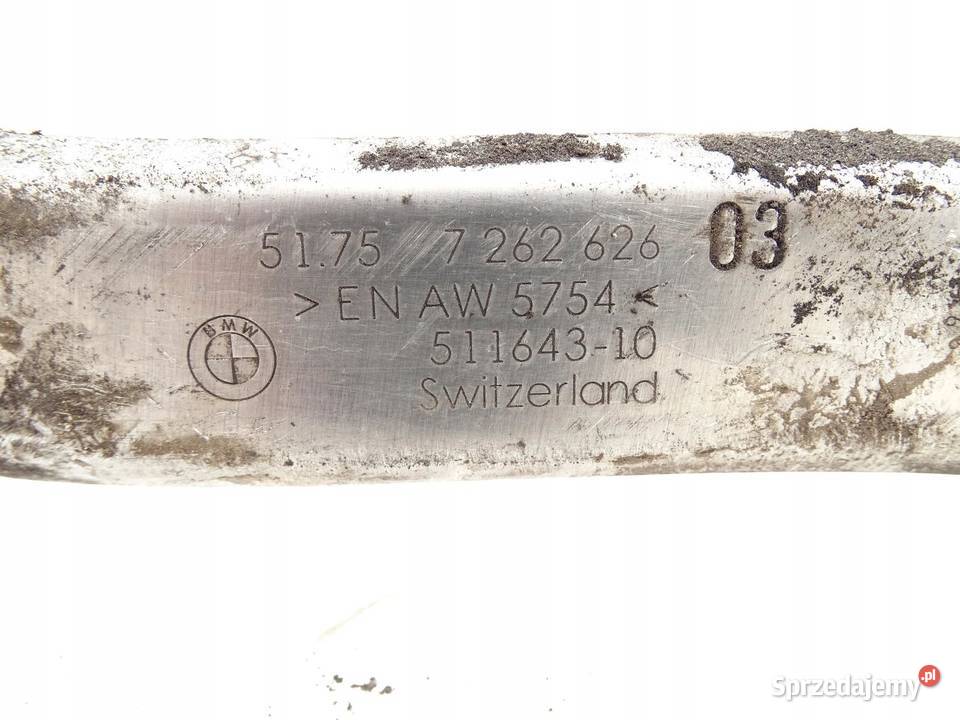 51.75 7 262 626 03
>EN AW 5754<
BMW
511643-10
Switzerland
Sprzedajemy.pl